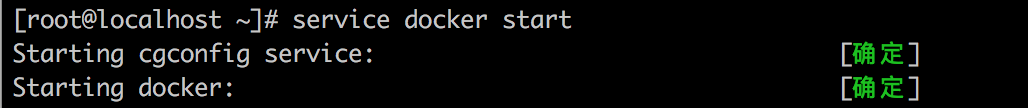 [root@localhost ~]# service docker start
Starting cgconfig service: [确定]
Starting docker: [确定]